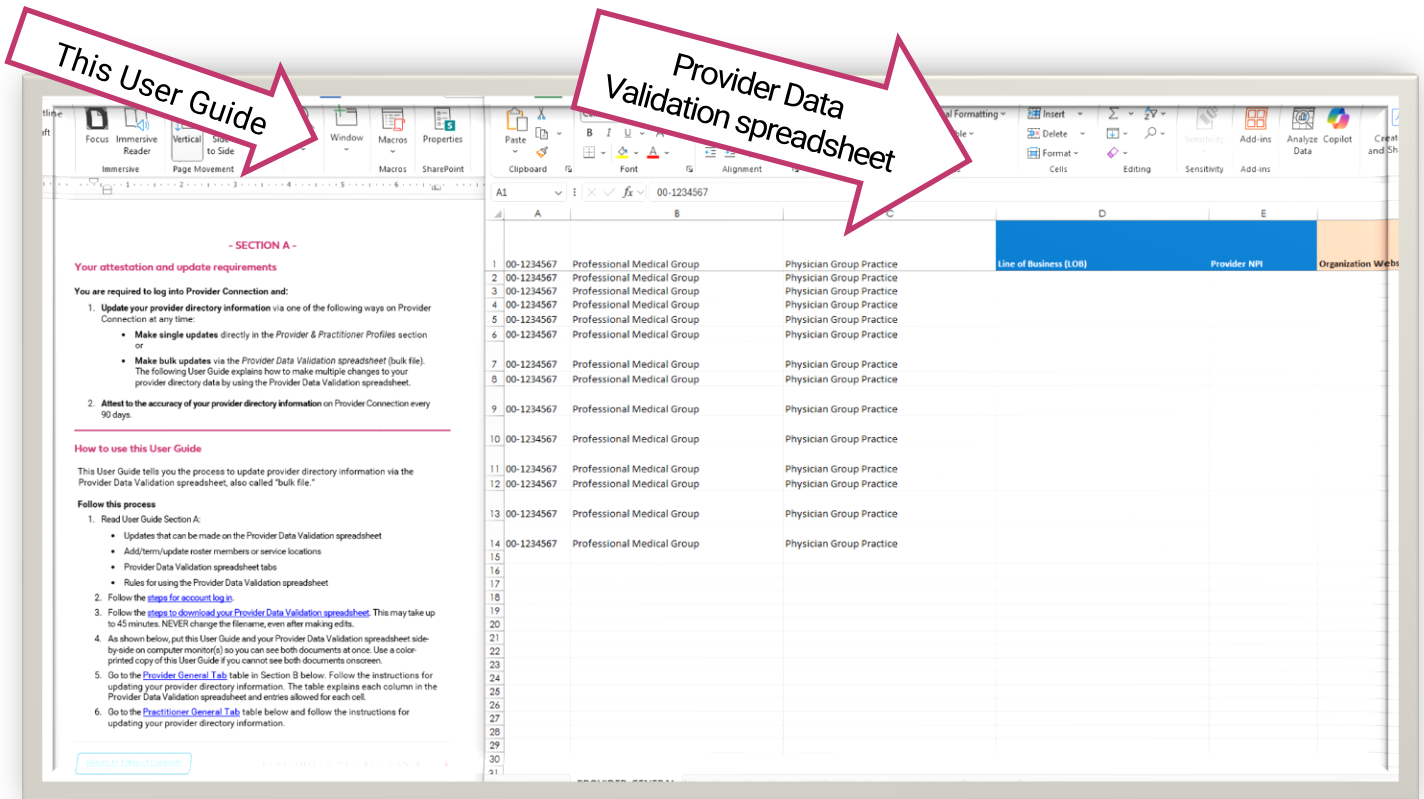 This User Guide
Provider Data
Validation spreadsheet
Focus
Immersive
Reader
Vertical
Side
to Side
Window
Macros
Properties
Immersive
Page Movement
Macros
SharePoint
- SECTION A -
Your attestation and update requirements
You are required to log into Provider Connection and:
1. Update your provider directory information via one of the following ways on Provider
Connection at any time:
• Make single updates directly in the Provider & Practitioner Profiles section
or
• Make bulk updates via the Provider Data Validation spreadsheet (bulk file).
The following User Guide explains how to make multiple changes to your
provider directory data by using the Provider Data Validation spreadsheet.
2. Attest to the accuracy of your provider directory information on Provider Connection every
90 days.
How to use this User Guide
This User Guide tells you the process to update provider directory information via the
Provider Data Validation spreadsheet, also called "bulk file."
Follow this process
1. Read User Guide Section A:
• Updates that can be made on the Provider Data Validation spreadsheet
• Add/term/update roster members or service locations
• Provider Data Validation spreadsheet tabs
• Rules for using the Provider Data Validation spreadsheet
2. Follow the steps for account log in.
3. Follow the steps to download your Provider Data Validation spreadsheet. This may take up
to 45 minutes. NEVER change the filename, even after making edits.
4. As shown below, put this User Guide and your Provider Data Validation spreadsheet side-
by-side on computer monitor(s) so you can see both documents at once. Use a color-
printed copy of this User Guide if you cannot see both documents onscreen.
5. Go to the Provider General Tab table in Section B below. Follow the instructions for
updating your provider directory information. The table explains each column in the
Provider Data Validation spreadsheet and entries allowed for each cell.
6. Go to the Practitioner General Tab table below and follow the instructions for
updating your provider directory information.
Paste
B I U
Clipboard
Font
Alignment
Formatting
Insert
Delete
Format
Cells
Editing
Sensitivity
Sensitivity
Add-ins
Add-ins
Analyze
Data
Copilot
A1 fx 00-1234567
A B C D E
1 00-1234567 Professional Medical Group Physician Group Practice Line of Business (LOB) Provider NPI Organization Webs
2 00-1234567 Professional Medical Group Physician Group Practice
3 00-1234567 Professional Medical Group Physician Group Practice
4 00-1234567 Professional Medical Group Physician Group Practice
5 00-1234567 Professional Medical Group Physician Group Practice
6 00-1234567 Professional Medical Group Physician Group Practice
7 00-1234567 Professional Medical Group Physician Group Practice
8 00-1234567 Professional Medical Group Physician Group Practice
9 00-1234567 Professional Medical Group Physician Group Practice
10 00-1234567 Professional Medical Group Physician Group Practice
11 00-1234567 Professional Medical Group Physician Group Practice
12 00-1234567 Professional Medical Group Physician Group Practice
13 00-1234567 Professional Medical Group Physician Group Practice
14 00-1234567 Professional Medical Group Physician Group Practice
15
16
17
18
19
20
21
22
23
24
25
26
27
28
29
30
31
PROVIDER GENERAL